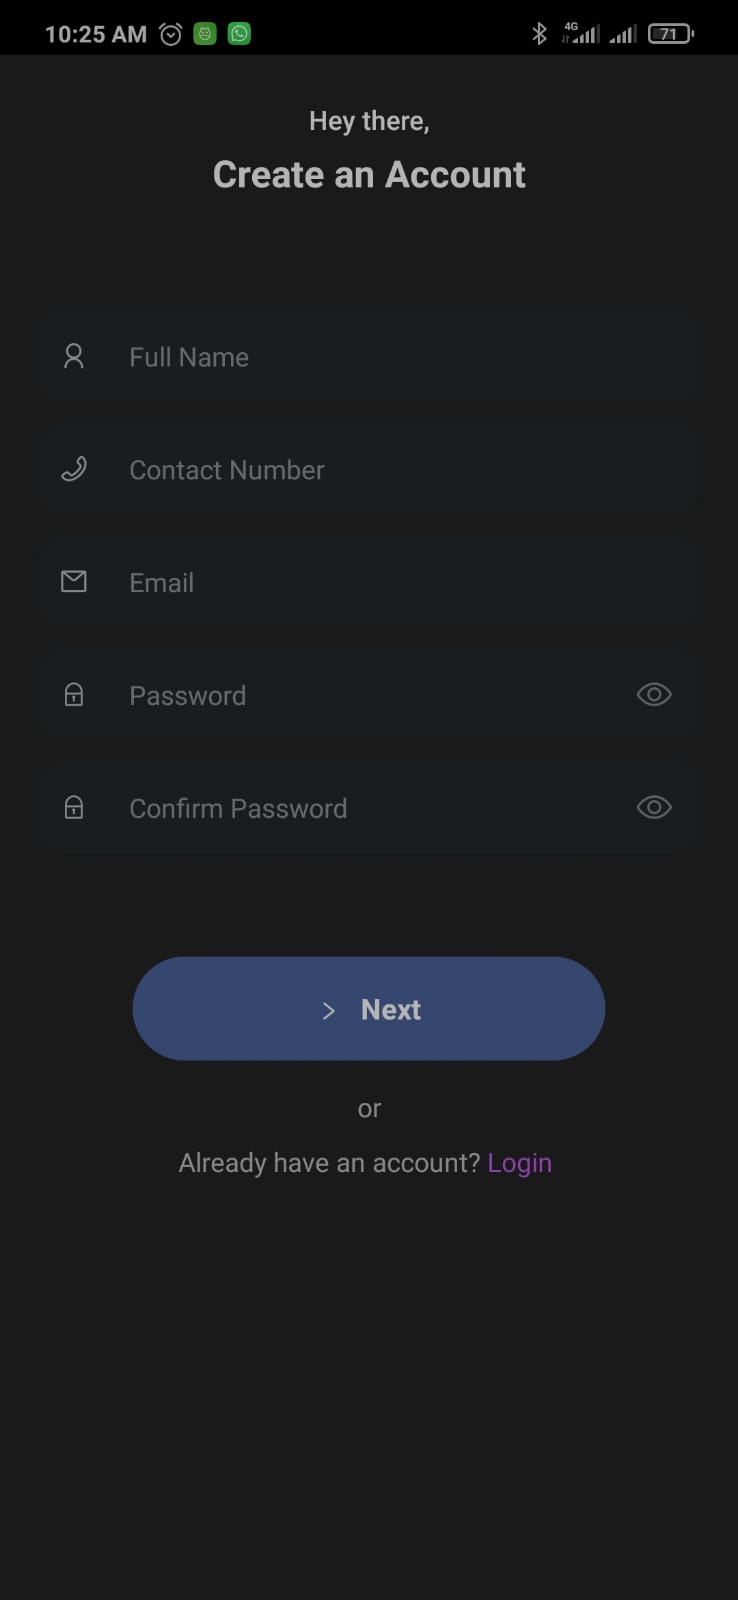 10:25 AM 4G 71
Hey there,
Create an Account
Full Name
Contact Number
Email
Password
Confirm Password
> Next
or
Already have an account? Login